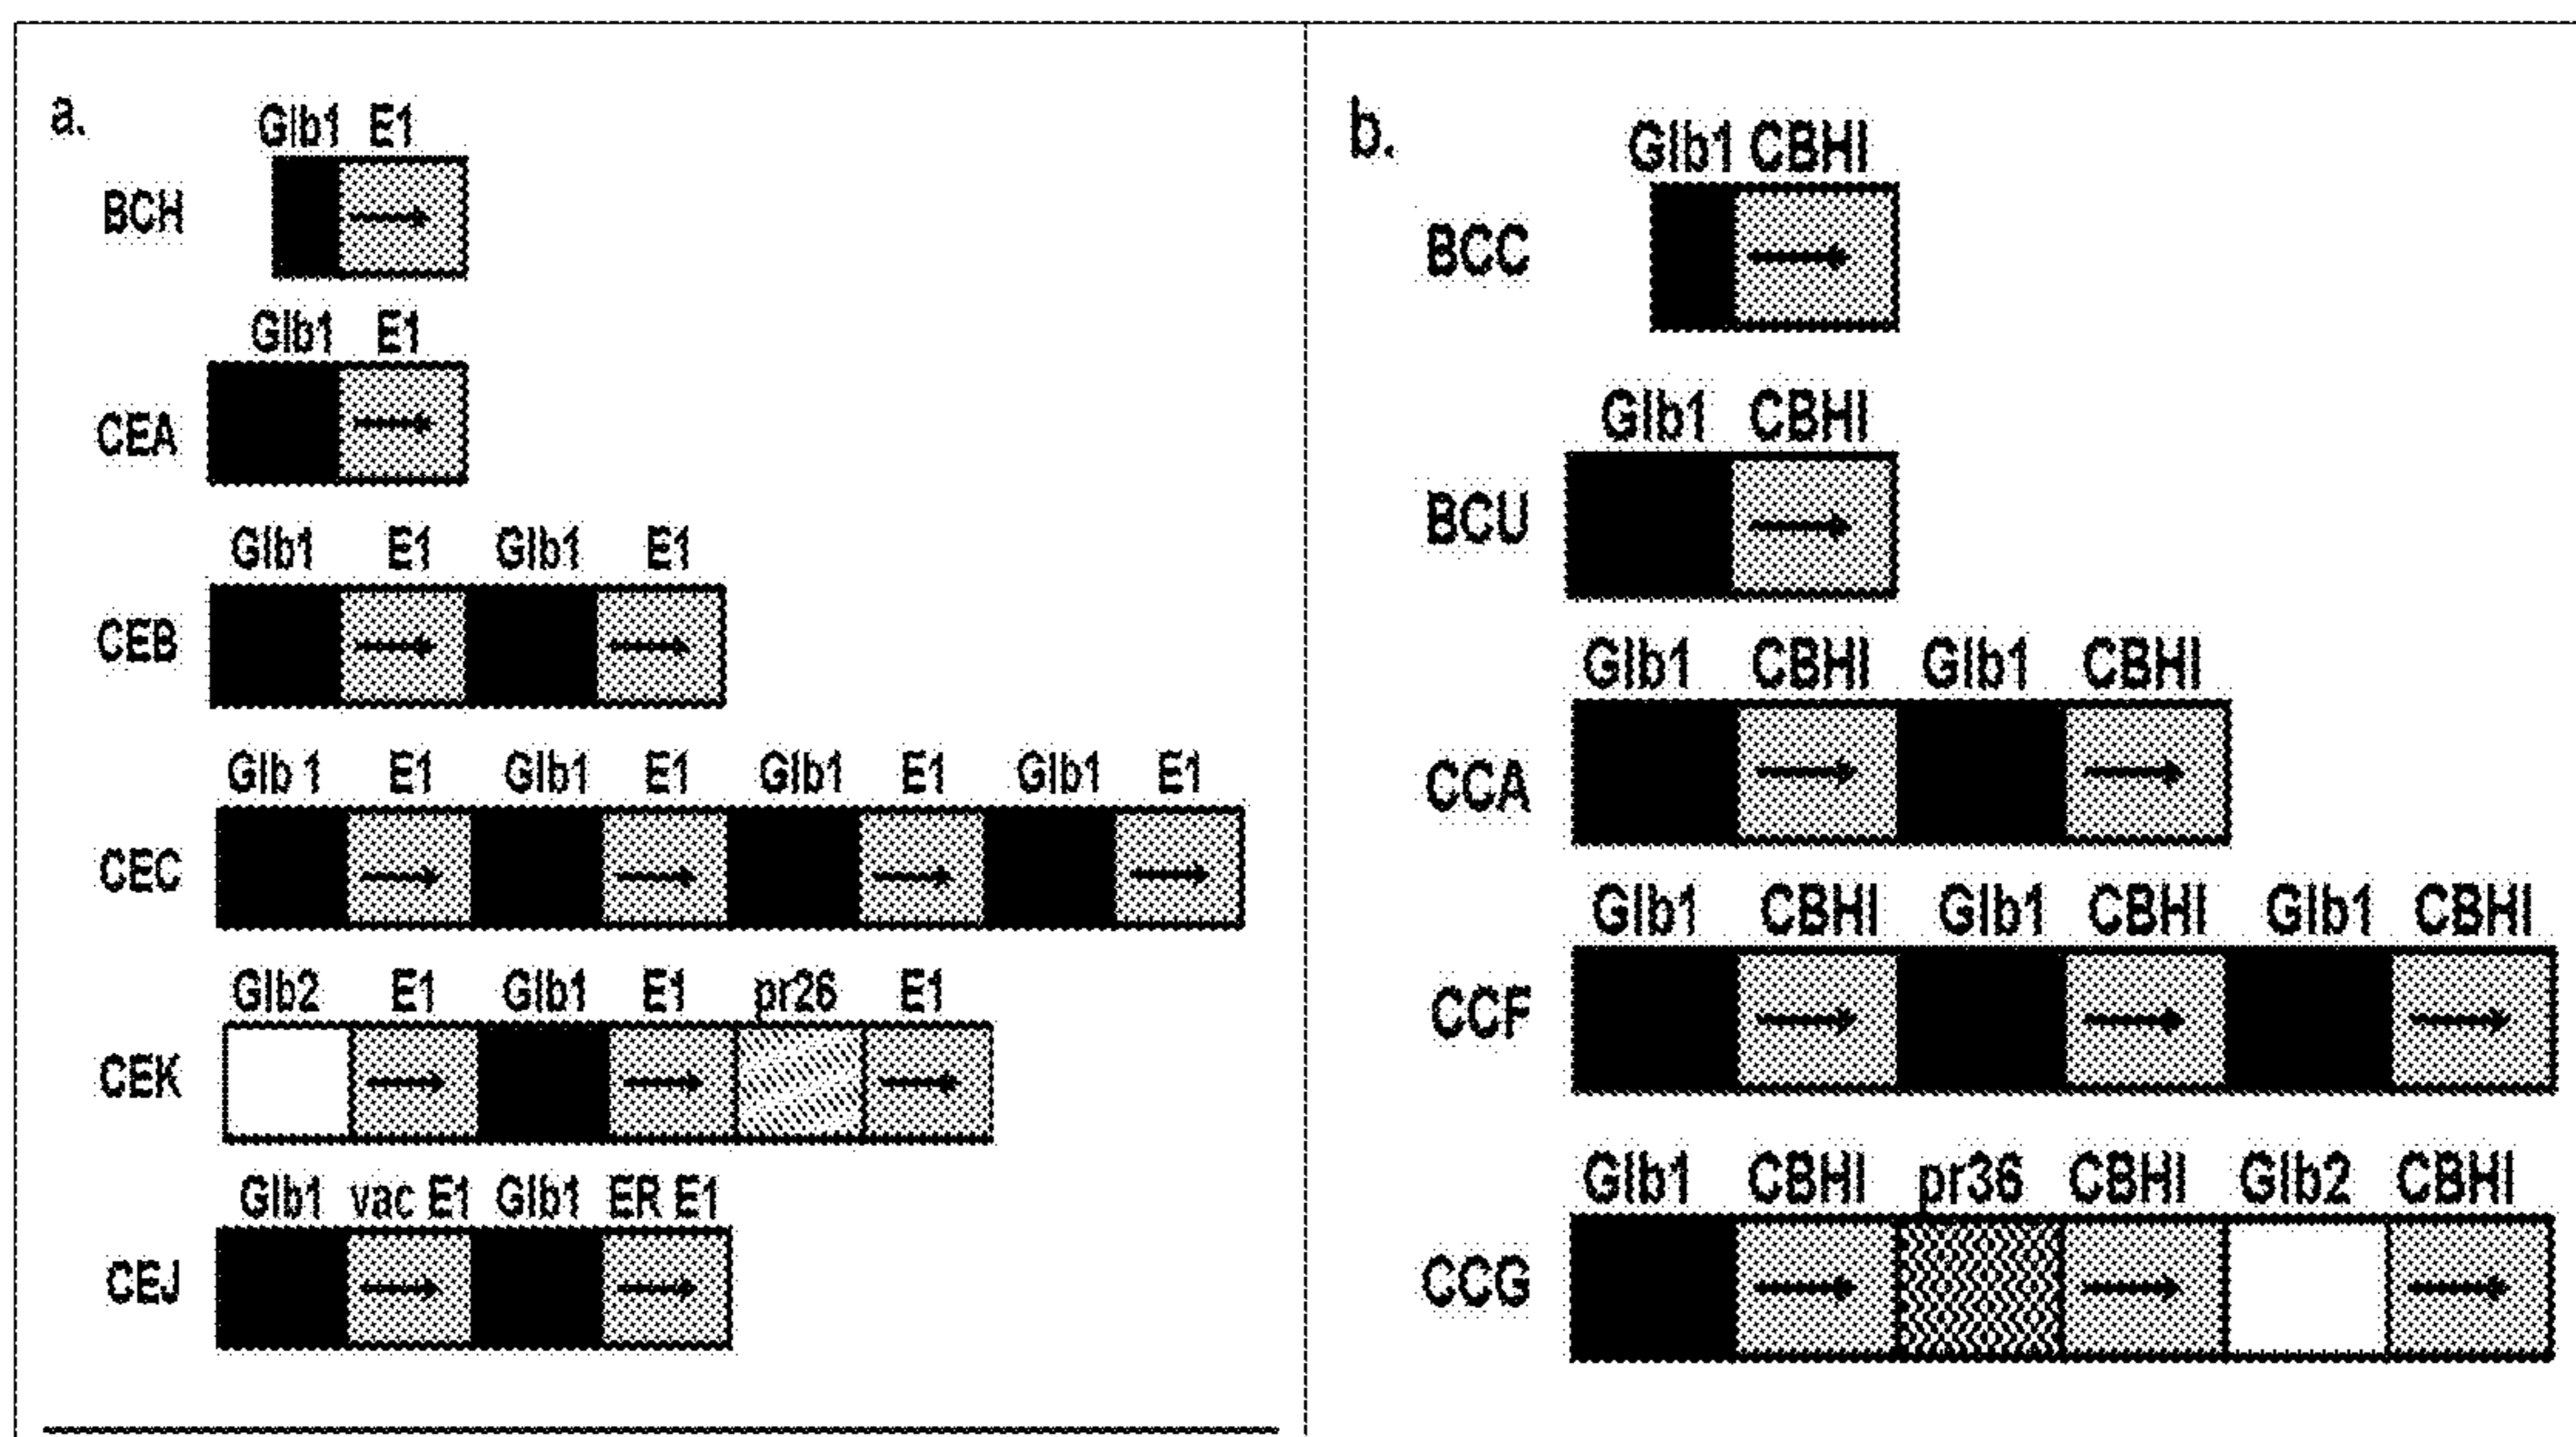 a.
Glb1 E1
BCH
Glb1 E1
CEA
Glb1 E1 Glb1 E1
CEB
Glb 1 E1 Glb1 E1 Glb1 E1 Glb1 E1
CEC
Glb2 E1 Glb1 E1 pr26 E1
CEK
Glb1 vac E1 Glb1 ER E1
CEJ
b.
Glb1 CBHI
BCC
Glb1 CBHI
BCU
Glb1 CBHI Glb1 CBHI
CCA
Glb1 CBHI Glb1 CBHI Glb1 CBHI
CCF
Glb1 CBHI pr36 CBHI Glb2 CBHI
CCG